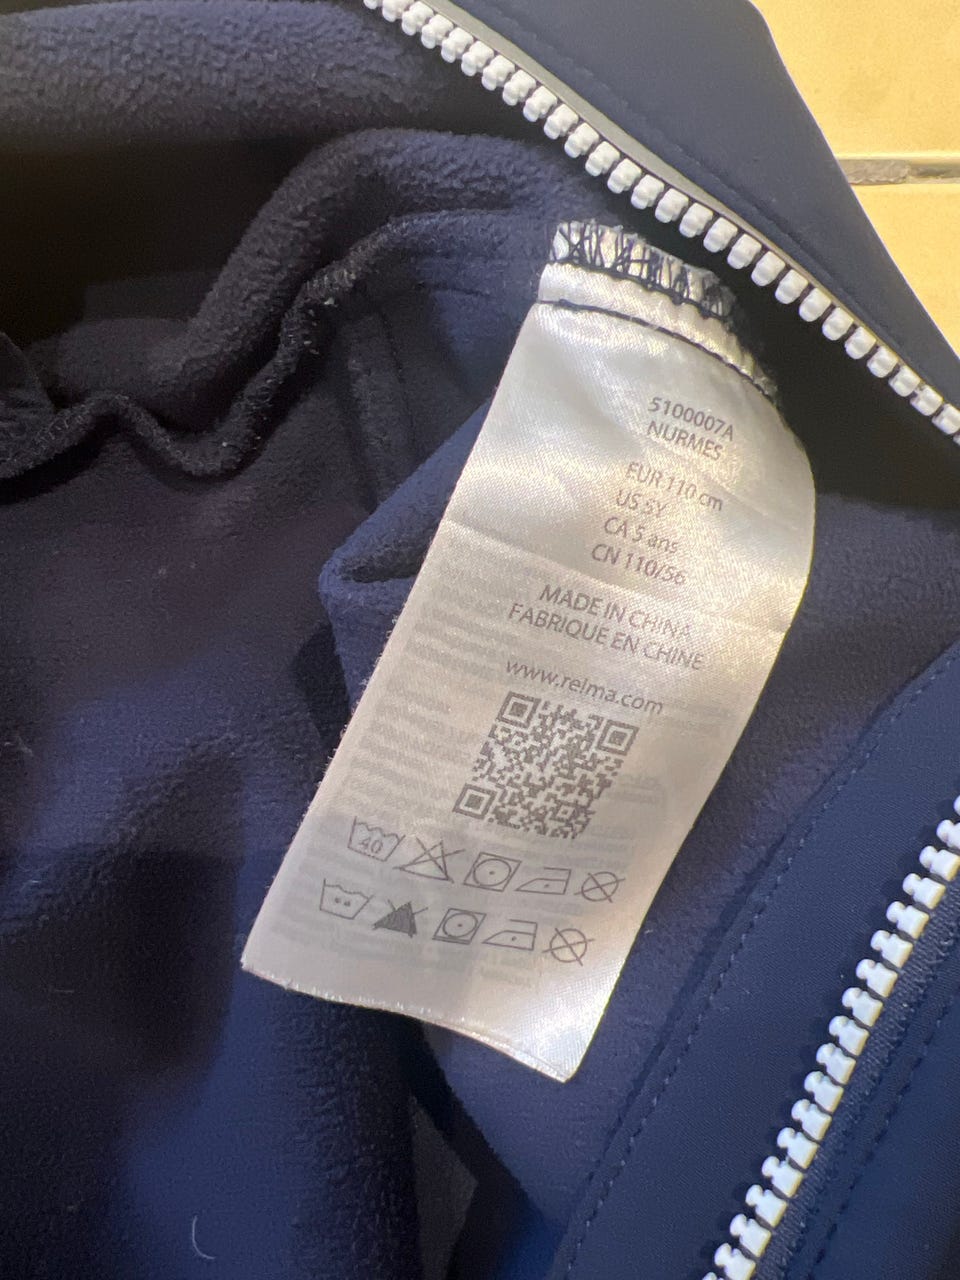 5100007A
NURMES
EUR 110 cm
US 5Y
CA 5 ans
CN 110/56
MADE IN CHINA
FABRIQUE EN CHINE
www.reima.com
40